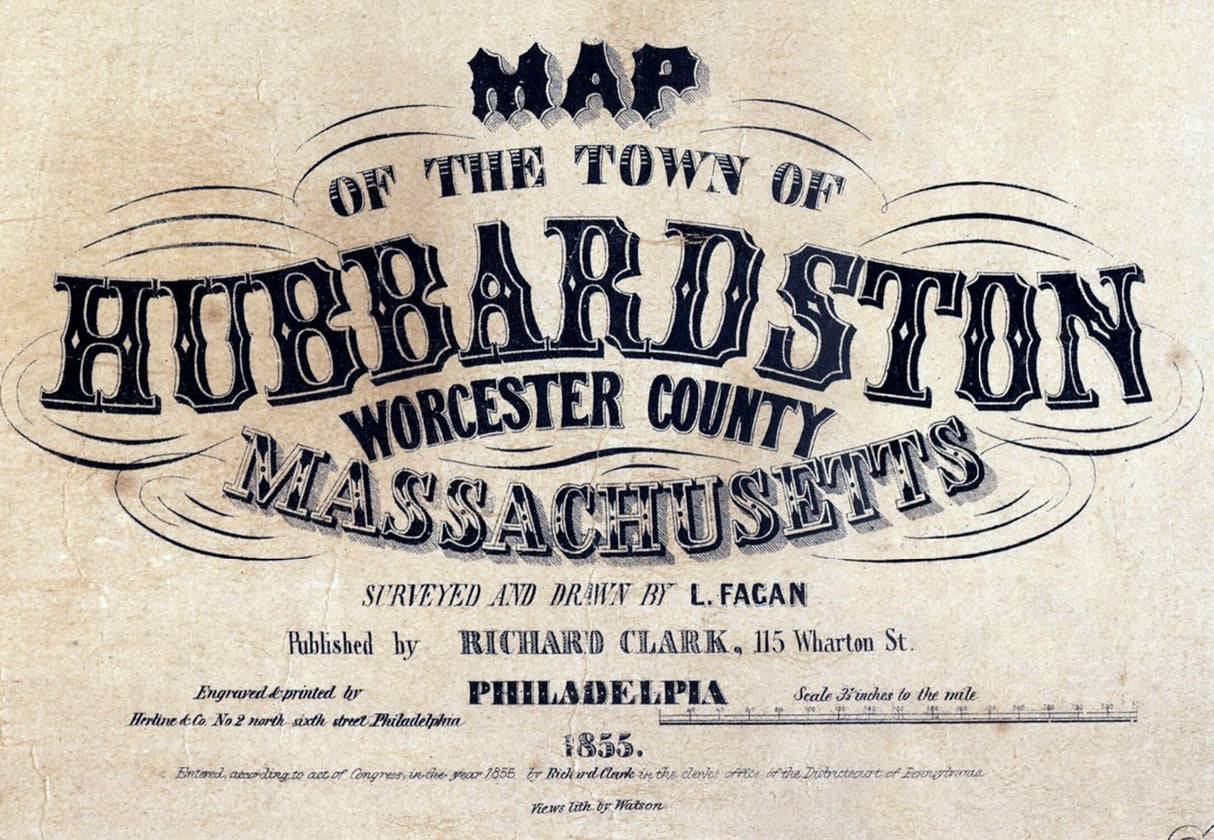 MAP
OF THE TOWN OF
HUBBARDSTON
WORCESTER COUNTY
MASSACHUSETTS
SURVEYED AND DRAWN BY L. FAGAN
Published by RICHARD CLARK, 115 Wharton St.
PHILADELPIA
Engraved & printed by
Herline & Co. No 2 north sixth street Philadelphia
Scale 3½ inches to the mile
1855.
Entered, according to act of Congress, in the year 1855 by Richard Clark in the clerks office of the District court of Pennsylvania
Views lith. by Watson.